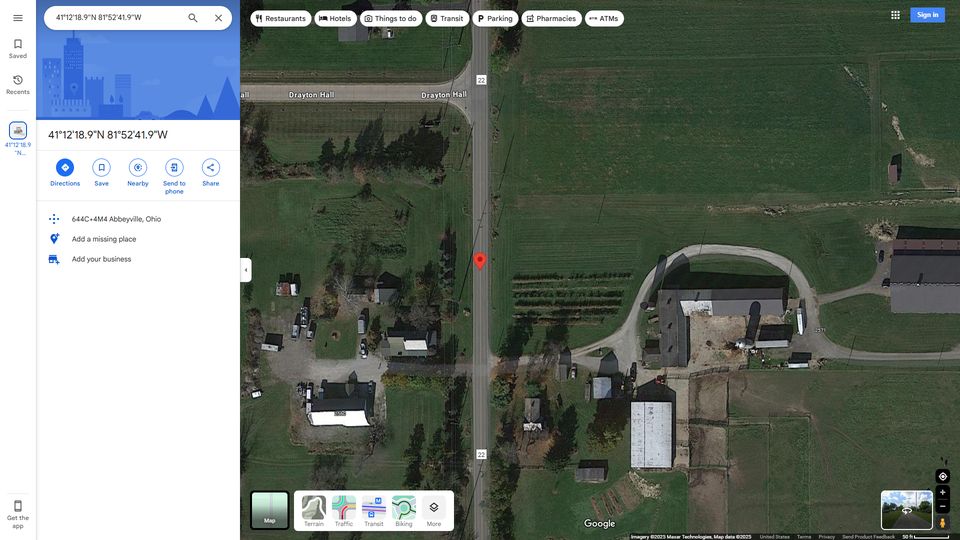 41°12'18.9"N 81°52'41.9"W
Restaurants
Hotels
Things to do
Transit
Parking
Pharmacies
ATMs
Sign in
Saved
Recents
41°12'18.9
"N...
Get the
app
41°12'18.9"N 81°52'41.9"W
Directions
Save
Nearby
Send to
phone
Share
644C+4M4 Abbeyville, Ohio
Add a missing place
Add your business
22
all
Drayton Hall
Drayton Hall
22
Map
Terrain
Traffic
Transit
Biking
More
Google
Imagery ©2025 Maxar Technologies, Map data ©2025
United States
Terms
Privacy
Send Product Feedback
50 ft